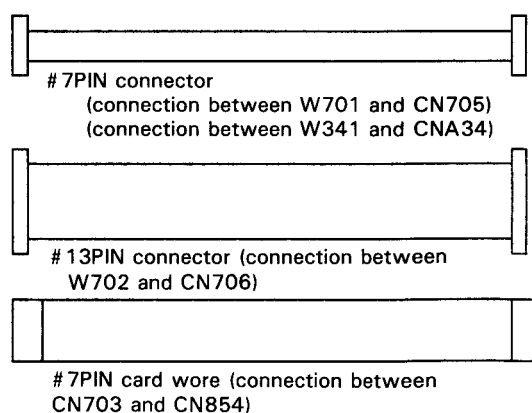 #7PIN connector
(connection between W701 and CN705)
(connection between W341 and CNA34)
#13PIN connector (connection between
W702 and CN706)
#7PIN card wore (connection between
CN703 and CN854)